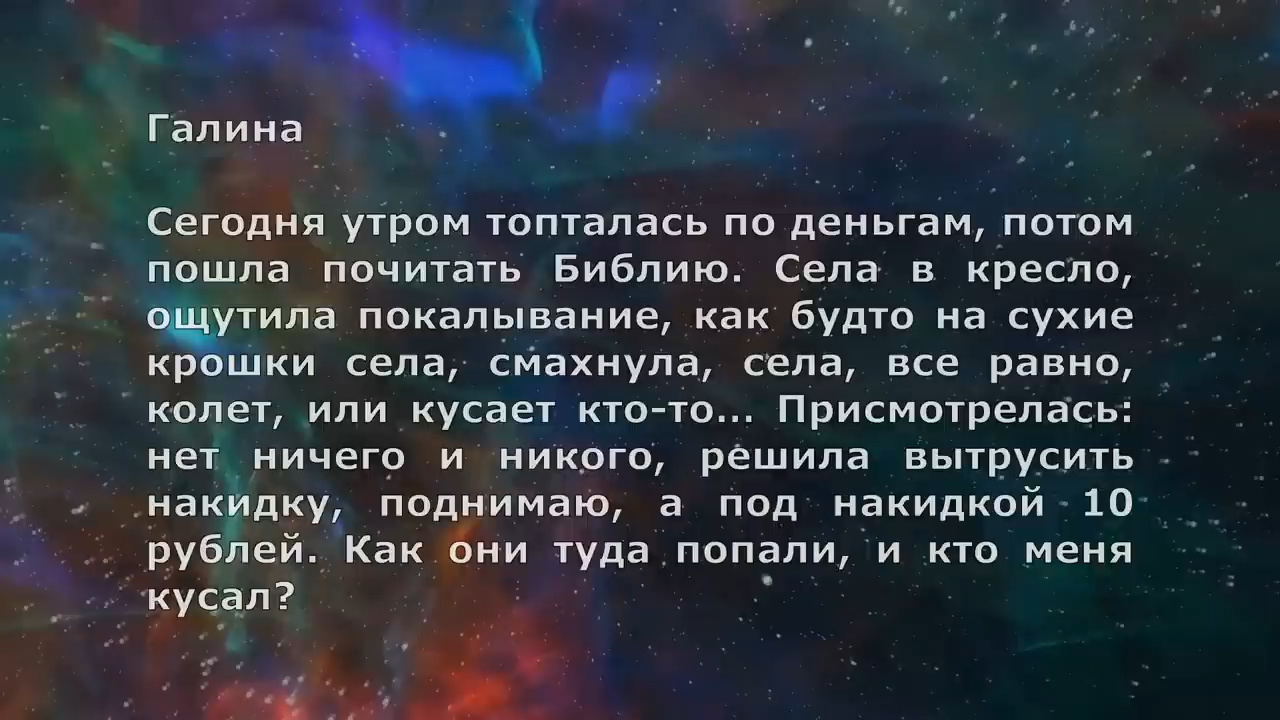 Галина
Сегодня утром топталась по деньгам, потом
пошла почитать Библию. Села в кресло,
ощутила покалывание, как будто на сухие
крошки села, смахнула, села, все равно,
колет, или кусает кто-то... Присмотрелась:
нет ничего и никого, решила вытрусить
накидку, поднимаю, а под накидкой 10
рублей. Как они туда попали, и кто меня
кусал?